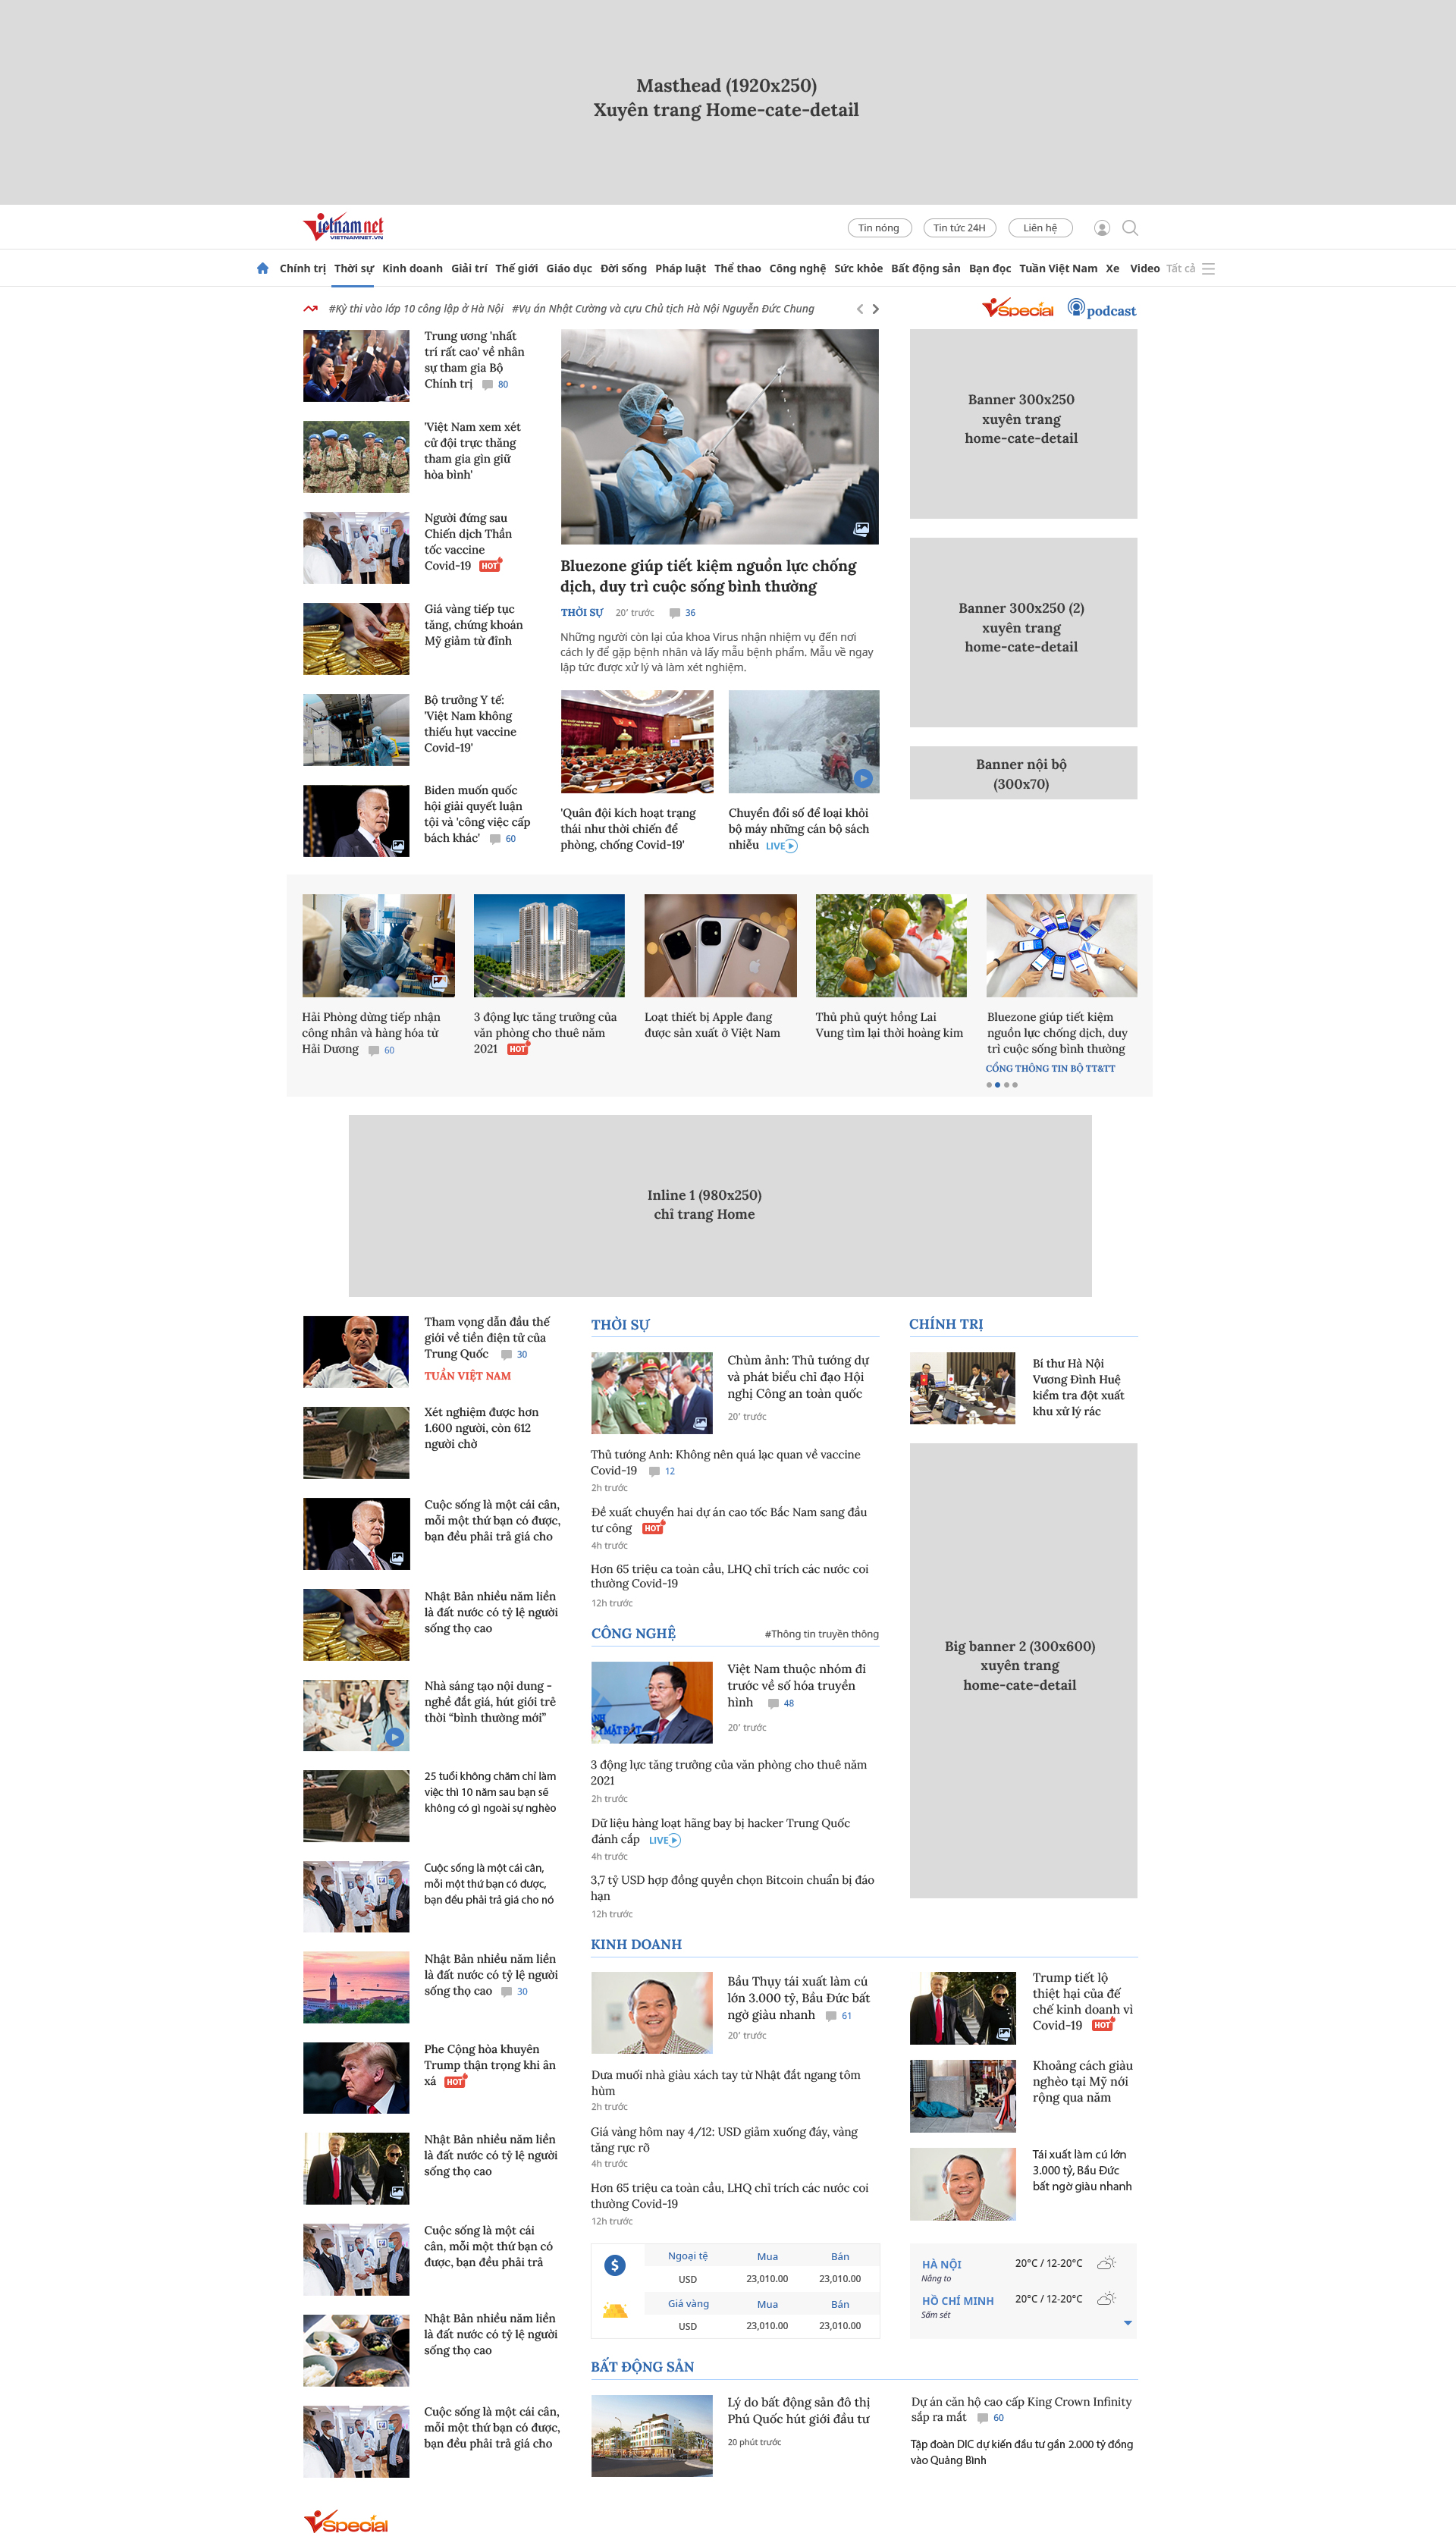 Masthead (1920x250)
Xuyên trang Home-cate-detail
Vietnamnet
VIETNAMNET.VN
Tin nóng
Tin tức 24H
Liên hệ
Chính trị Thời sự Kinh doanh Giải trí Thế giới Giáo dục Đời sống Pháp luật Thể thao Công nghệ Sức khỏe Bất động sản Bạn đọc Tuần Việt Nam Xe Video Tất cả
#Kỳ thi vào lớp 10 công lập ở Hà Nội #Vụ án Nhật Cường và cựu Chủ tịch Hà Nội Nguyễn Đức Chung
Special
podcast
Trung ương 'nhất
trí rất cao' về nhân
sự tham gia Bộ
Chính trị 80
'Việt Nam xem xét
cử đội trực thăng
tham gia gìn giữ
hòa bình'
Người đứng sau
Chiến dịch Thần
tốc vaccine
Covid-19 HOT
Giá vàng tiếp tục
tăng, chứng khoán
Mỹ giảm từ đỉnh
Bộ trưởng Y tế:
'Việt Nam không
thiếu hụt vaccine
Covid-19'
Biden muốn quốc
hội giải quyết luận
tội và 'công việc cấp
bách khác' 60
Bluezone giúp tiết kiệm nguồn lực chống
dịch, duy trì cuộc sống bình thường
THỜI SỰ 20' trước 36
Những người còn lại của khoa Virus nhận nhiệm vụ đến nơi
cách ly để gặp bệnh nhân và lấy mẫu bệnh phẩm. Mẫu về ngay
lập tức được xử lý và làm xét nghiệm.
'Quân đội kích hoạt trạng
thái như thời chiến để
phòng, chống Covid-19'
Chuyển đổi số để loại khỏi
bộ máy những cán bộ sách
nhiễu LIVE
Banner 300x250
xuyên trang
home-cate-detail
Banner 300x250 (2)
xuyên trang
home-cate-detail
Banner nội bộ
(300x70)
Hải Phòng dừng tiếp nhận
công nhân và hàng hóa từ
Hải Dương 60
3 động lực tăng trưởng của
văn phòng cho thuê năm
2021 HOT
Loạt thiết bị Apple đang
được sản xuất ở Việt Nam
Thủ phủ quýt hồng Lai
Vung tìm lại thời hoàng kim
Bluezone giúp tiết kiệm
nguồn lực chống dịch, duy
trì cuộc sống bình thường
CỔNG THÔNG TIN BỘ TT&TT
Inline 1 (980x250)
chỉ trang Home
Tham vọng dẫn đầu thế
giới về tiền điện tử của
Trung Quốc 30
TUẦN VIỆT NAM
Xét nghiệm được hơn
1.600 người, còn 612
người chờ
Cuộc sống là một cái cân,
mỗi một thứ bạn có được,
bạn đều phải trả giá cho
Nhật Bản nhiều năm liền
là đất nước có tỷ lệ người
sống thọ cao
Nhà sáng tạo nội dung -
nghề đắt giá, hút giới trẻ
thời “bình thường mới”
25 tuổi không chăm chỉ làm
việc thì 10 năm sau bạn sẽ
không có gì ngoài sự nghèo
Cuộc sống là một cái cân,
mỗi một thứ bạn có được,
bạn đều phải trả giá cho nó
Nhật Bản nhiều năm liền
là đất nước có tỷ lệ người
sống thọ cao 30
Phe Cộng hòa khuyên
Trump thận trọng khi ân
xá HOT
Nhật Bản nhiều năm liền
là đất nước có tỷ lệ người
sống thọ cao
Cuộc sống là một cái
cân, mỗi một thứ bạn có
được, bạn đều phải trả
Nhật Bản nhiều năm liền
là đất nước có tỷ lệ người
sống thọ cao
Cuộc sống là một cái cân,
mỗi một thứ bạn có được,
bạn đều phải trả giá cho
THỜI SỰ
Chùm ảnh: Thủ tướng dự
và phát biểu chỉ đạo Hội
nghị Công an toàn quốc
20' trước
Thủ tướng Anh: Không nên quá lạc quan về vaccine
Covid-19 12
2h trước
Đề xuất chuyển hai dự án cao tốc Bắc Nam sang đầu
tư công HOT
4h trước
Hơn 65 triệu ca toàn cầu, LHQ chỉ trích các nước coi
thường Covid-19
12h trước
CHÍNH TRỊ
Bí thư Hà Nội
Vương Đình Huệ
kiểm tra đột xuất
khu xử lý rác
Big banner 2 (300x600)
xuyên trang
home-cate-detail
CÔNG NGHỆ #Thông tin truyền thông
Việt Nam thuộc nhóm đi
trước về số hóa truyền
hình 48
20' trước
3 động lực tăng trưởng của văn phòng cho thuê năm
2021
2h trước
Dữ liệu hàng loạt hãng bay bị hacker Trung Quốc
đánh cắp LIVE
4h trước
3,7 tỷ USD hợp đồng quyền chọn Bitcoin chuẩn bị đáo
hạn
12h trước
KINH DOANH
Bầu Thụy tái xuất làm cú
lớn 3.000 tỷ, Bầu Đức bất
ngờ giàu nhanh 61
20' trước
Dưa muối nhà giàu xách tay từ Nhật đắt ngang tôm
hùm
2h trước
Giá vàng hôm nay 4/12: USD giảm xuống đáy, vàng
tăng rực rỡ
4h trước
Hơn 65 triệu ca toàn cầu, LHQ chỉ trích các nước coi
thường Covid-19
12h trước
Trump tiết lộ
thiệt hại của đế
chế kinh doanh vì
Covid-19 HOT
Khoảng cách giàu
nghèo tại Mỹ nới
rộng qua năm
Tái xuất làm cú lớn
3.000 tỷ, Bầu Đức
bất ngờ giàu nhanh
Ngoại tệ Mua Bán
USD 23,010.00 23,010.00
Giá vàng Mua Bán
USD 23,010.00 23,010.00
HÀ NỘI 20°C / 12-20°C
Nắng to
HỒ CHÍ MINH 20°C / 12-20°C
Sấm sét
BẤT ĐỘNG SẢN
Lý do bất động sản đô thị
Phú Quốc hút giới đầu tư
20 phút trước
Dự án căn hộ cao cấp King Crown Infinity
sắp ra mắt 60
Tập đoàn DIC dự kiến đầu tư gần 2.000 tỷ đồng
vào Quảng Bình
Special